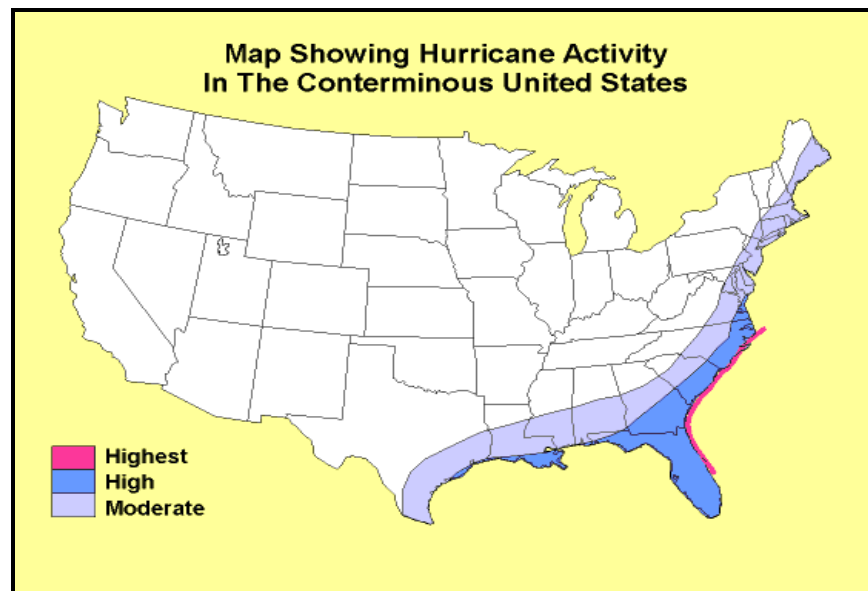 Map Showing Hurricane Activity
In The Conterminous United States
Highest
High
Moderate